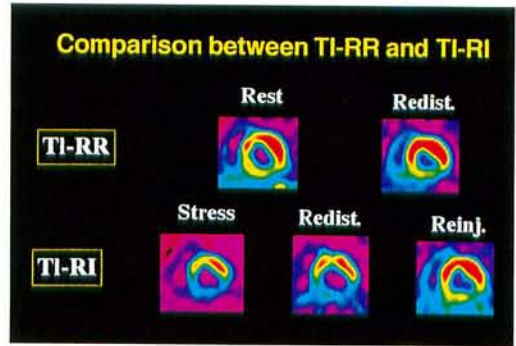 Comparison between Tl-RR and Tl-RI
Rest Redist.
Tl-RR
Stress Redist. Reinj.
Tl-RI